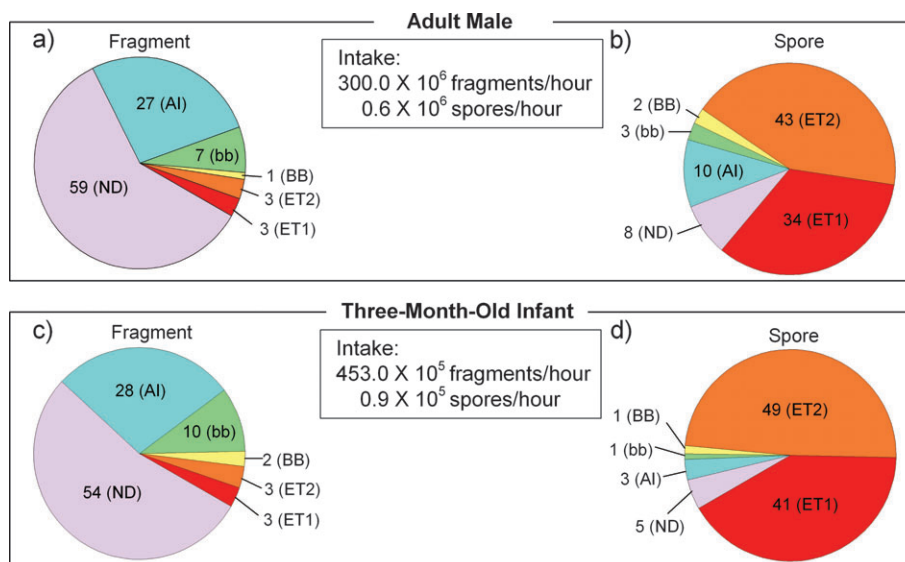 Adult Male
a)
Fragment
27 (AI)
7 (bb)
1 (BB)
3 (ET2)
3 (ET1)
59 (ND)
Intake:
300.0 X 10⁶ fragments/hour
0.6 X 10⁶ spores/hour
b)
Spore
2 (BB)
3 (bb)
10 (AI)
8 (ND)
43 (ET2)
34 (ET1)
Three-Month-Old Infant
c)
Fragment
28 (AI)
10 (bb)
2 (BB)
3 (ET2)
3 (ET1)
54 (ND)
Intake:
453.0 X 10⁵ fragments/hour
0.9 X 10⁵ spores/hour
d)
Spore
1 (BB)
1 (bb)
3 (AI)
5 (ND)
49 (ET2)
41 (ET1)